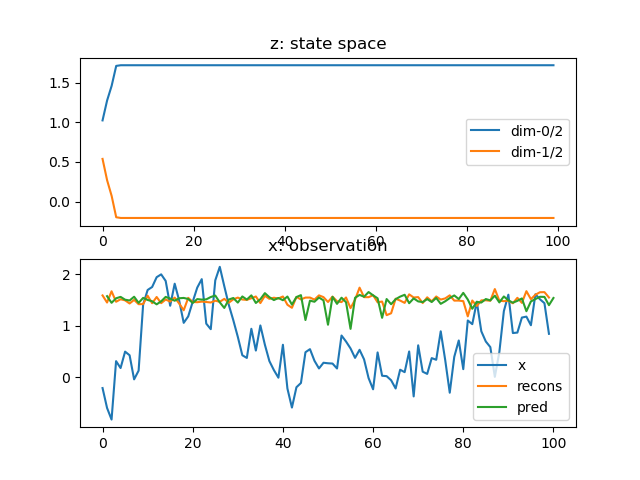 z: state space
1.5
1.0
0.5
0.0
dim-0/2
dim-1/2
0 20 40 60 80 100
x: observation
2
1
0
x
recons
pred
0 20 40 60 80 100